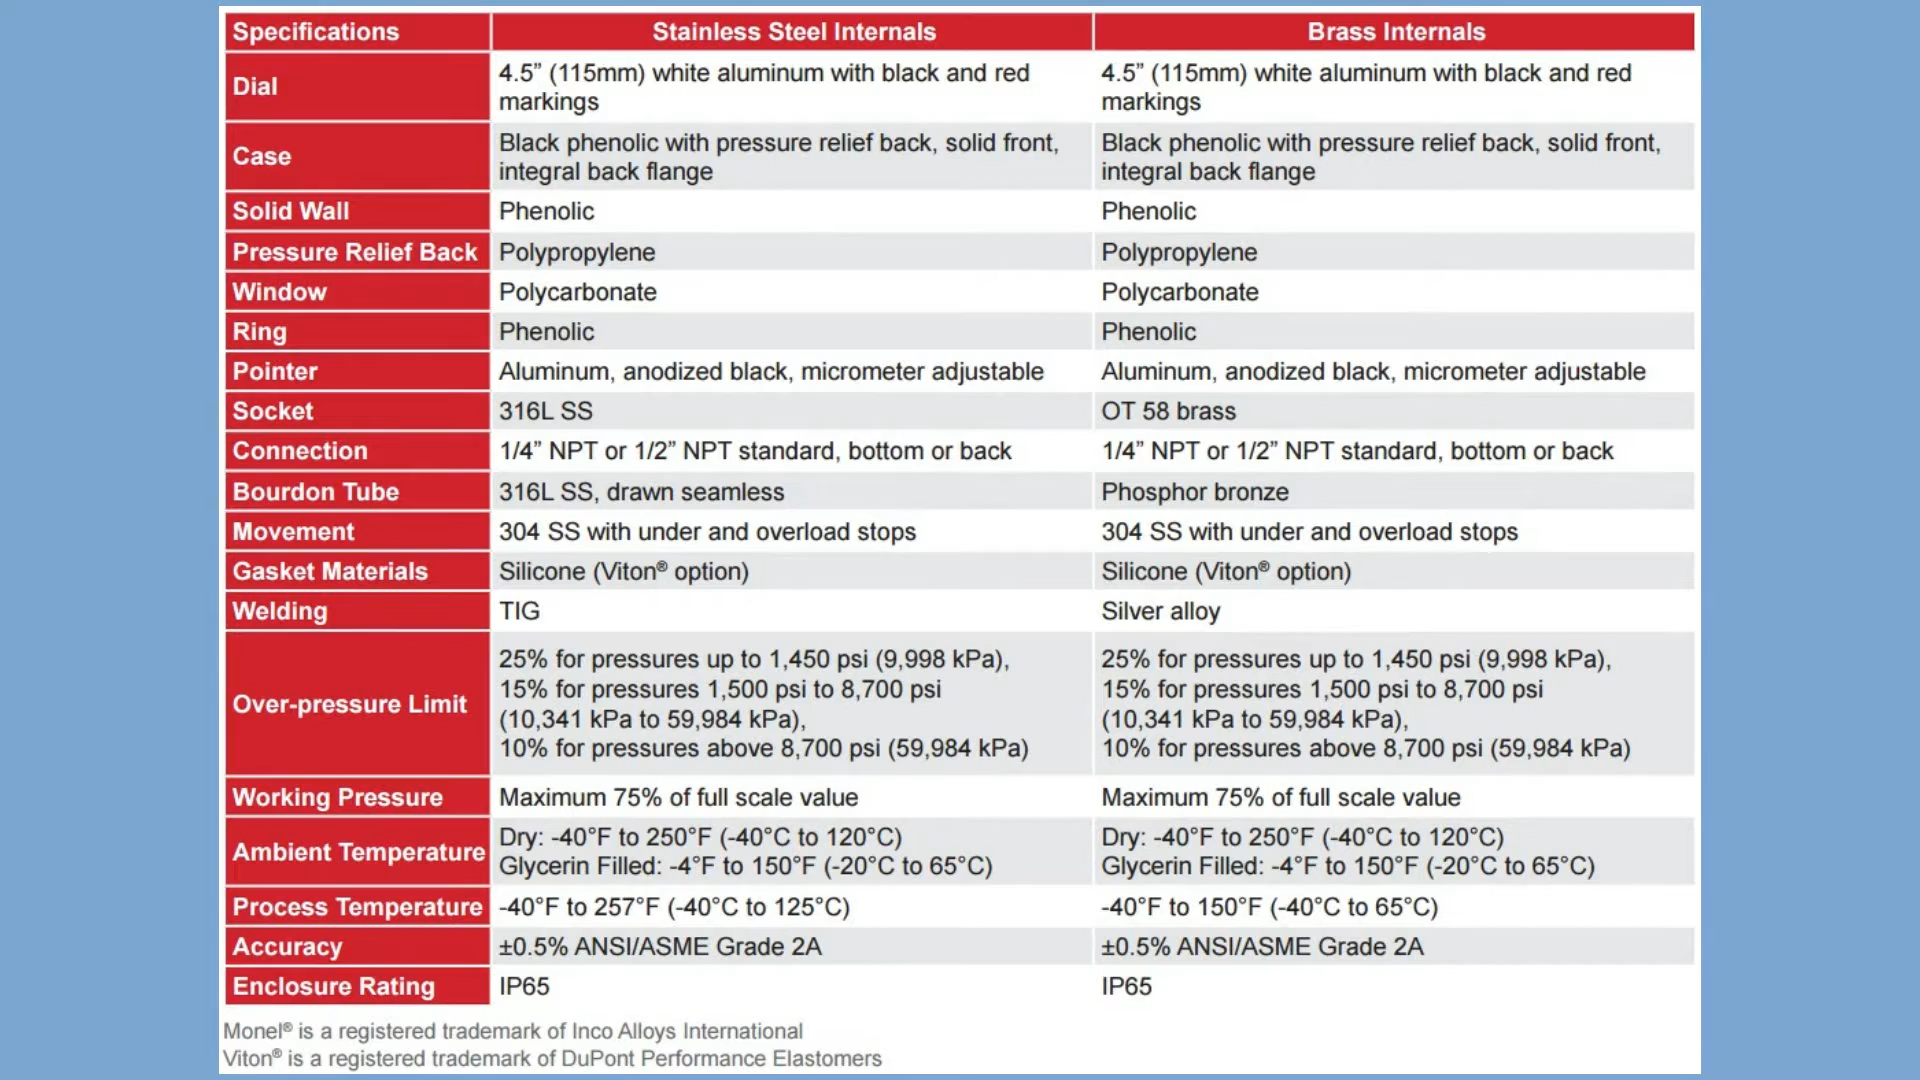 Specifications Stainless Steel Internals Brass Internals
Dial 4.5” (115mm) white aluminum with black and red markings 4.5” (115mm) white aluminum with black and red markings
Case Black phenolic with pressure relief back, solid front, integral back flange Black phenolic with pressure relief back, solid front, integral back flange
Solid Wall Phenolic Phenolic
Pressure Relief Back Polypropylene Polypropylene
Window Polycarbonate Polycarbonate
Ring Phenolic Phenolic
Pointer Aluminum, anodized black, micrometer adjustable Aluminum, anodized black, micrometer adjustable
Socket 316L SS OT 58 brass
Connection 1/4” NPT or 1/2” NPT standard, bottom or back 1/4” NPT or 1/2” NPT standard, bottom or back
Bourdon Tube 316L SS, drawn seamless Phosphor bronze
Movement 304 SS with under and overload stops 304 SS with under and overload stops
Gasket Materials Silicone (Viton® option) Silicone (Viton® option)
Welding TIG Silver alloy
Over-pressure Limit
25% for pressures up to 1,450 psi (9,998 kPa),
15% for pressures 1,500 psi to 8,700 psi
(10,341 kPa to 59,984 kPa),
10% for pressures above 8,700 psi (59,984 kPa)
25% for pressures up to 1,450 psi (9,998 kPa),
15% for pressures 1,500 psi to 8,700 psi
(10,341 kPa to 59,984 kPa),
10% for pressures above 8,700 psi (59,984 kPa)
Working Pressure Maximum 75% of full scale value Maximum 75% of full scale value
Ambient Temperature
Dry: -40°F to 250°F (-40°C to 120°C)
Glycerin Filled: -4°F to 150°F (-20°C to 65°C)
Dry: -40°F to 250°F (-40°C to 120°C)
Glycerin Filled: -4°F to 150°F (-20°C to 65°C)
Process Temperature -40°F to 257°F (-40°C to 125°C) -40°F to 150°F (-40°C to 65°C)
Accuracy ±0.5% ANSI/ASME Grade 2A ±0.5% ANSI/ASME Grade 2A
Enclosure Rating IP65 IP65
Monel® is a registered trademark of Inco Alloys International
Viton® is a registered trademark of DuPont Performance Elastomers